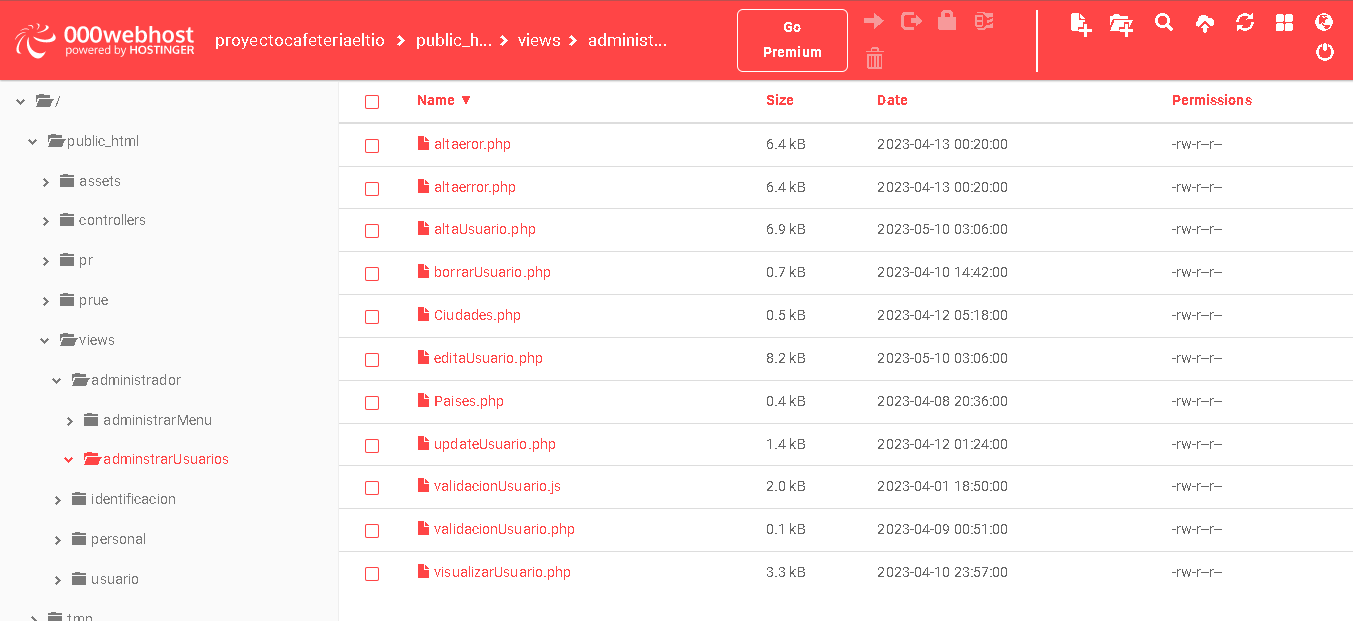 000webhost
powered by HOSTINGER
proyectocafeteriaeltio > public_h... > views > administ...
Go
Premium
/
public_html
assets
controllers
pr
prue
views
administrador
administrarMenu
adminstrarUsuarios
identificacion
personal
usuario
tmp
Name ▼ Size Date Permissions
altaeror.php 6.4 kB 2023-04-13 00:20:00 -rw-r--r--
altaerror.php 6.4 kB 2023-04-13 00:20:00 -rw-r--r--
altaUsuario.php 6.9 kB 2023-05-10 03:06:00 -rw-r--r--
borrarUsuario.php 0.7 kB 2023-04-10 14:42:00 -rw-r--r--
Ciudades.php 0.5 kB 2023-04-12 05:18:00 -rw-r--r--
editaUsuario.php 8.2 kB 2023-05-10 03:06:00 -rw-r--r--
Paises.php 0.4 kB 2023-04-08 20:36:00 -rw-r--r--
updateUsuario.php 1.4 kB 2023-04-12 01:24:00 -rw-r--r--
validacionUsuario.js 2.0 kB 2023-04-01 18:50:00 -rw-r--r--
validacionUsuario.php 0.1 kB 2023-04-09 00:51:00 -rw-r--r--
visualizarUsuario.php 3.3 kB 2023-04-10 23:57:00 -rw-r--r--